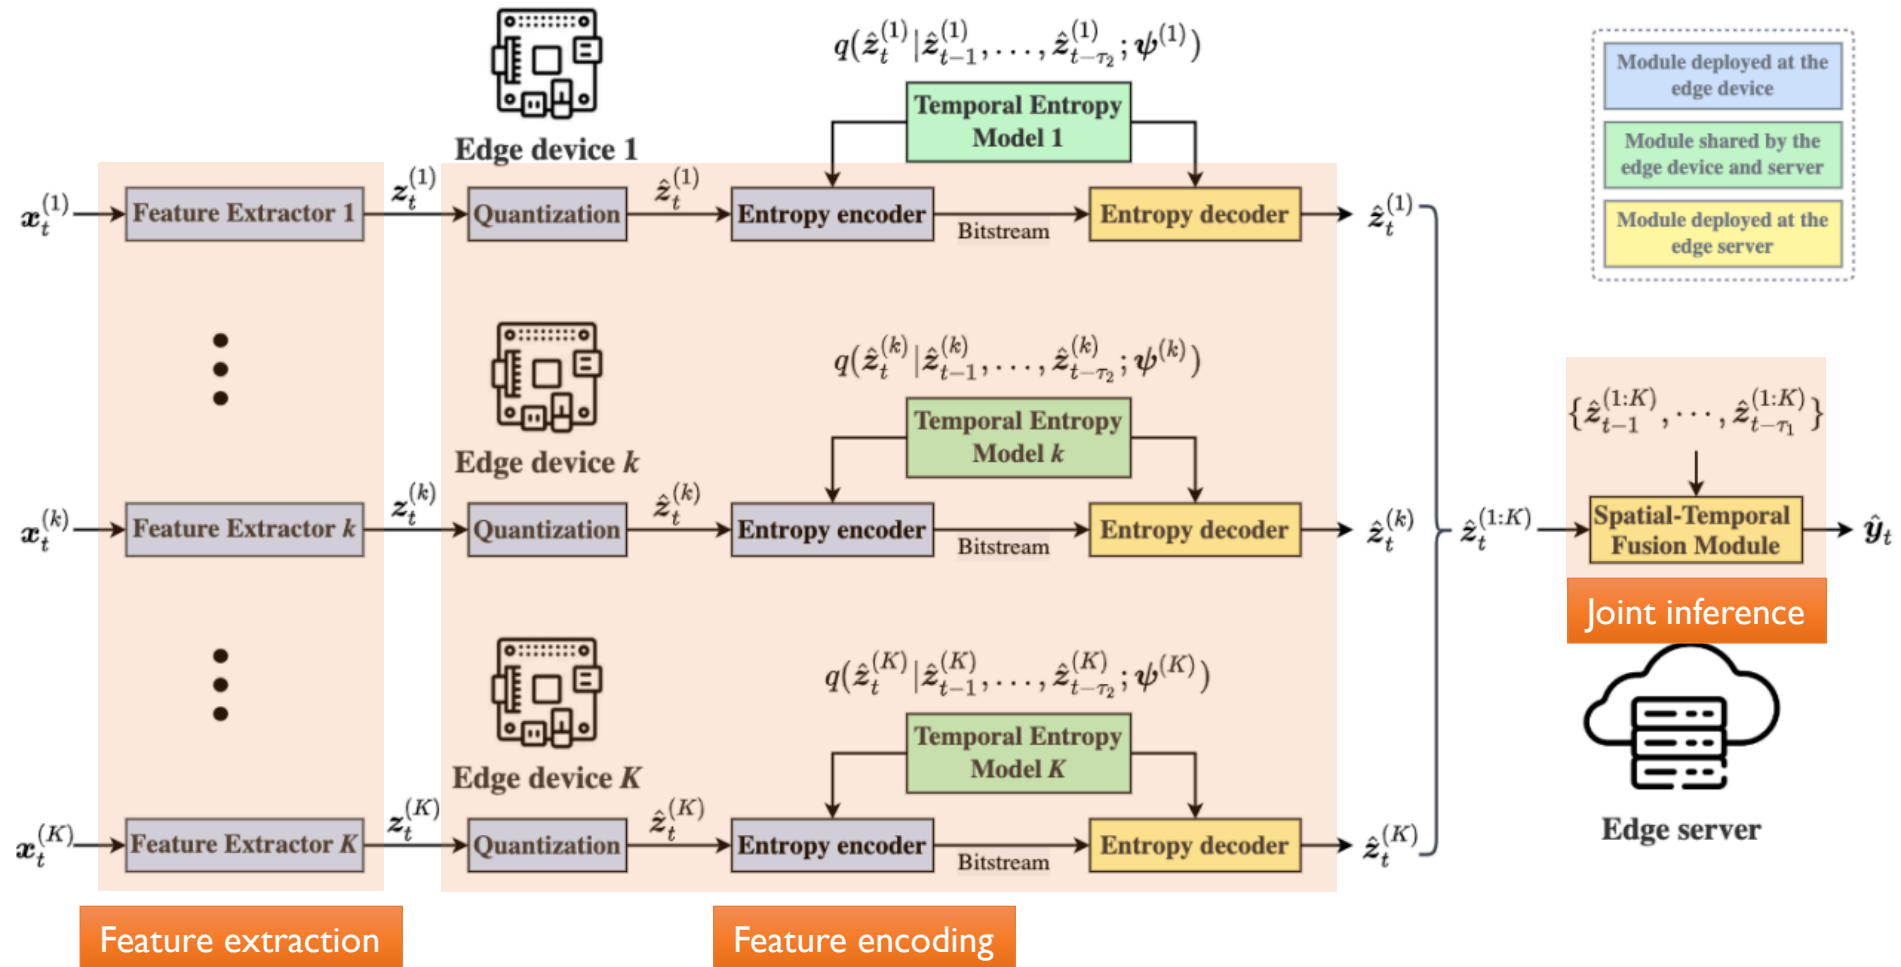 Edge device 1
q(ẑ_t^(1)|ẑ_{t−1}^(1), . . . , ẑ_{t−τ₂}^(1); ψ^(1))
Temporal Entropy
Model 1
x_t^(1)
Feature Extractor 1
z_t^(1)
Quantization
ẑ_t^(1)
Entropy encoder
Bitstream
Entropy decoder
ẑ_t^(1)
Module deployed at the
edge device
Module shared by the
edge device and server
Module deployed at the
edge server
Edge device k
q(ẑ_t^(k)|ẑ_{t−1}^(k), . . . , ẑ_{t−τ₂}^(k); ψ^(k))
Temporal Entropy
Model k
x_t^(k)
Feature Extractor k
z_t^(k)
Quantization
ẑ_t^(k)
Entropy encoder
Bitstream
Entropy decoder
ẑ_t^(k)
ẑ_t^(1:K)
{ẑ_{t−1}^(1:K), · · · , ẑ_{t−τ₁}^(1:K)}
Spatial-Temporal
Fusion Module
ŷ_t
Joint inference
Edge device K
q(ẑ_t^(K)|ẑ_{t−1}^(K), . . . , ẑ_{t−τ₂}^(K); ψ^(K))
Temporal Entropy
Model K
x_t^(K)
Feature Extractor K
z_t^(K)
Quantization
ẑ_t^(K)
Entropy encoder
Bitstream
Entropy decoder
ẑ_t^(K)
Edge server
Feature extraction
Feature encoding